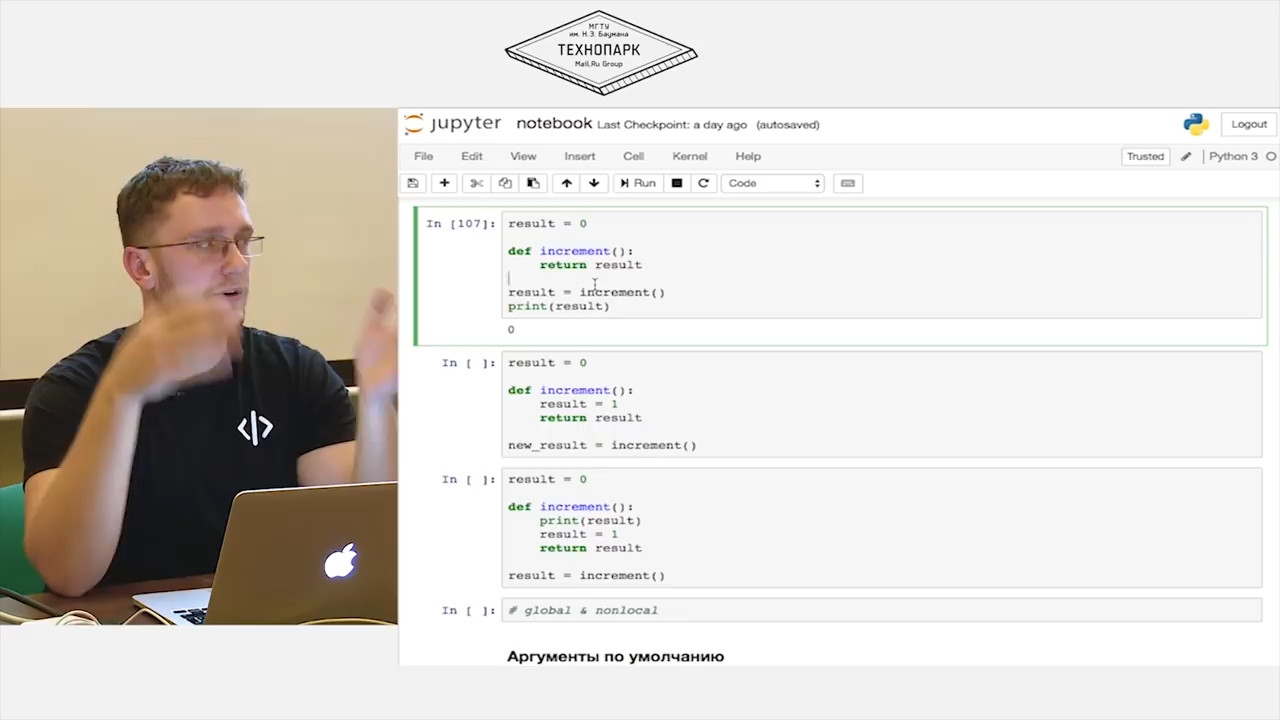 МГТУ
им. Н.Э. Баумана
ТЕХНОПАРК
Mail.Ru Group
jupyter notebook Last Checkpoint: a day ago (autosaved)
Logout
File Edit View Insert Cell Kernel Help
Trusted
Python 3
Run
Code
In [107]:
result = 0
def increment():
    return result
result = increment()
print(result)
0
In [ ]:
result = 0
def increment():
    result = 1
    return result
new_result = increment()
In [ ]:
result = 0
def increment():
    print(result)
    result = 1
    return result
result = increment()
In [ ]:
# global & nonlocal
Аргументы по умолчанию